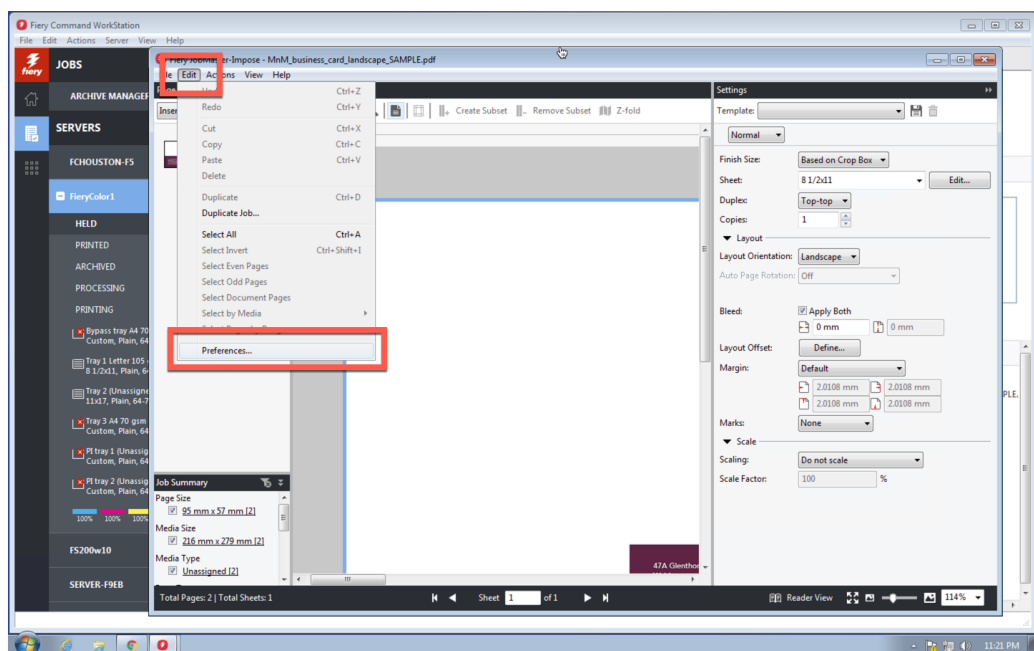 Fiery Command WorkStation
File Edit Actions Server View Help
fiery
JOBS
ARCHIVE MANAGER
SERVERS
FCHOUSTON-F5
FieryColor1
HELD
PRINTED
ARCHIVED
PROCESSING
PRINTING
Bypass tray A4 70
Custom, Plain, 64
Tray 1 Letter 105
8 1/2x11, Plain, 64
Tray 2 (Unassigne
11x17, Plain, 64-7
Tray 3 A4 70 gsm
Custom, Plain, 64
PI tray 1 (Unassig
Custom, Plain, 64
PI tray 2 (Unassig
Custom, Plain, 64
100% 100% 100%
FS200w10
SERVER-F9EB
Fiery JobMaster-Impose - MnM_business_card_landscape_SAMPLE.pdf
Edit Actions View Help
Ctrl+Z
Redo Ctrl+Y
Cut Ctrl+X
Copy Ctrl+C
Paste Ctrl+V
Delete
Duplicate Ctrl+D
Duplicate Job...
Select All Ctrl+A
Select Invert Ctrl+Shift+I
Select Even Pages
Select Odd Pages
Select Document Pages
Select by Media
Preferences...
Create Subset Remove Subset Z-fold
Job Summary
Page Size
95 mm x 57 mm [2]
Media Size
216 mm x 279 mm [2]
Media Type
Unassigned [2]
47A Glenthor
Total Pages: 2 | Total Sheets: 1
Sheet 1 of 1
Reader View
114%
Settings
Template:
Normal
Finish Size: Based on Crop Box
Sheet: 8 1/2x11 Edit...
Duplex: Top-top
Copies: 1
Layout
Layout Orientation: Landscape
Auto Page Rotation: Off
Bleed: Apply Both
0 mm 0 mm
Layout Offset: Define...
Margin: Default
2.0108 mm 2.0108 mm
2.0108 mm 2.0108 mm
Marks: None
Scale
Scaling: Do not scale
Scale Factor: 100 %
PLE.
11:21 PM